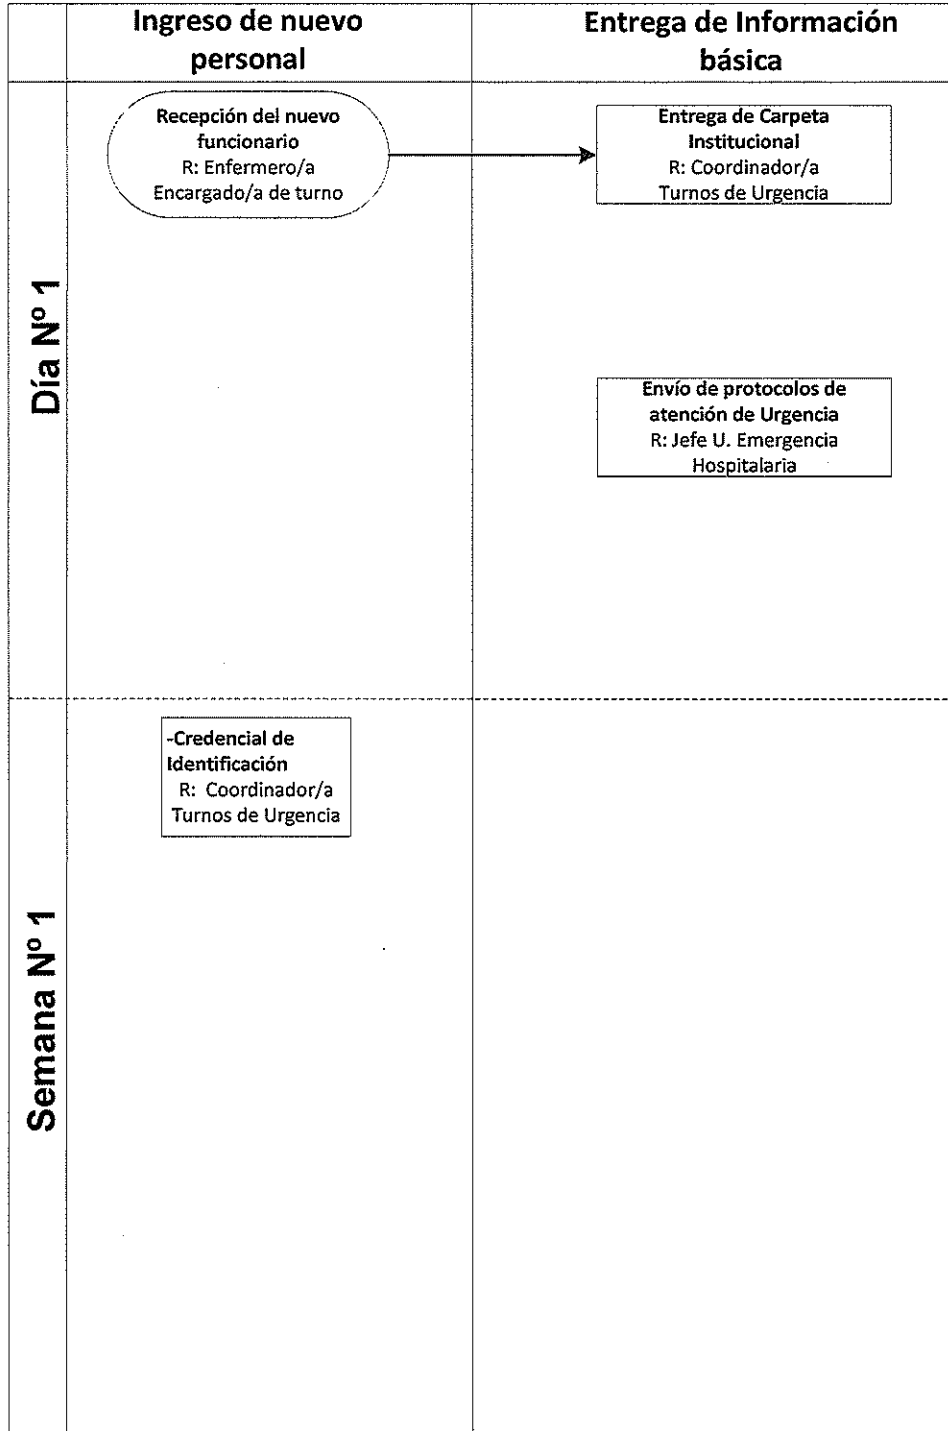 Ingreso de nuevo
personal
Entrega de Información
básica
Día Nº 1
Recepción del nuevo
funcionario
R: Enfermero/a
Encargado/a de turno
Entrega de Carpeta
Institucional
R: Coordinador/a
Turnos de Urgencia
Envío de protocolos de
atención de Urgencia
R: Jefe U. Emergencia
Hospitalaria
Semana Nº 1
-Credencial de
Identificación
R: Coordinador/a
Turnos de Urgencia